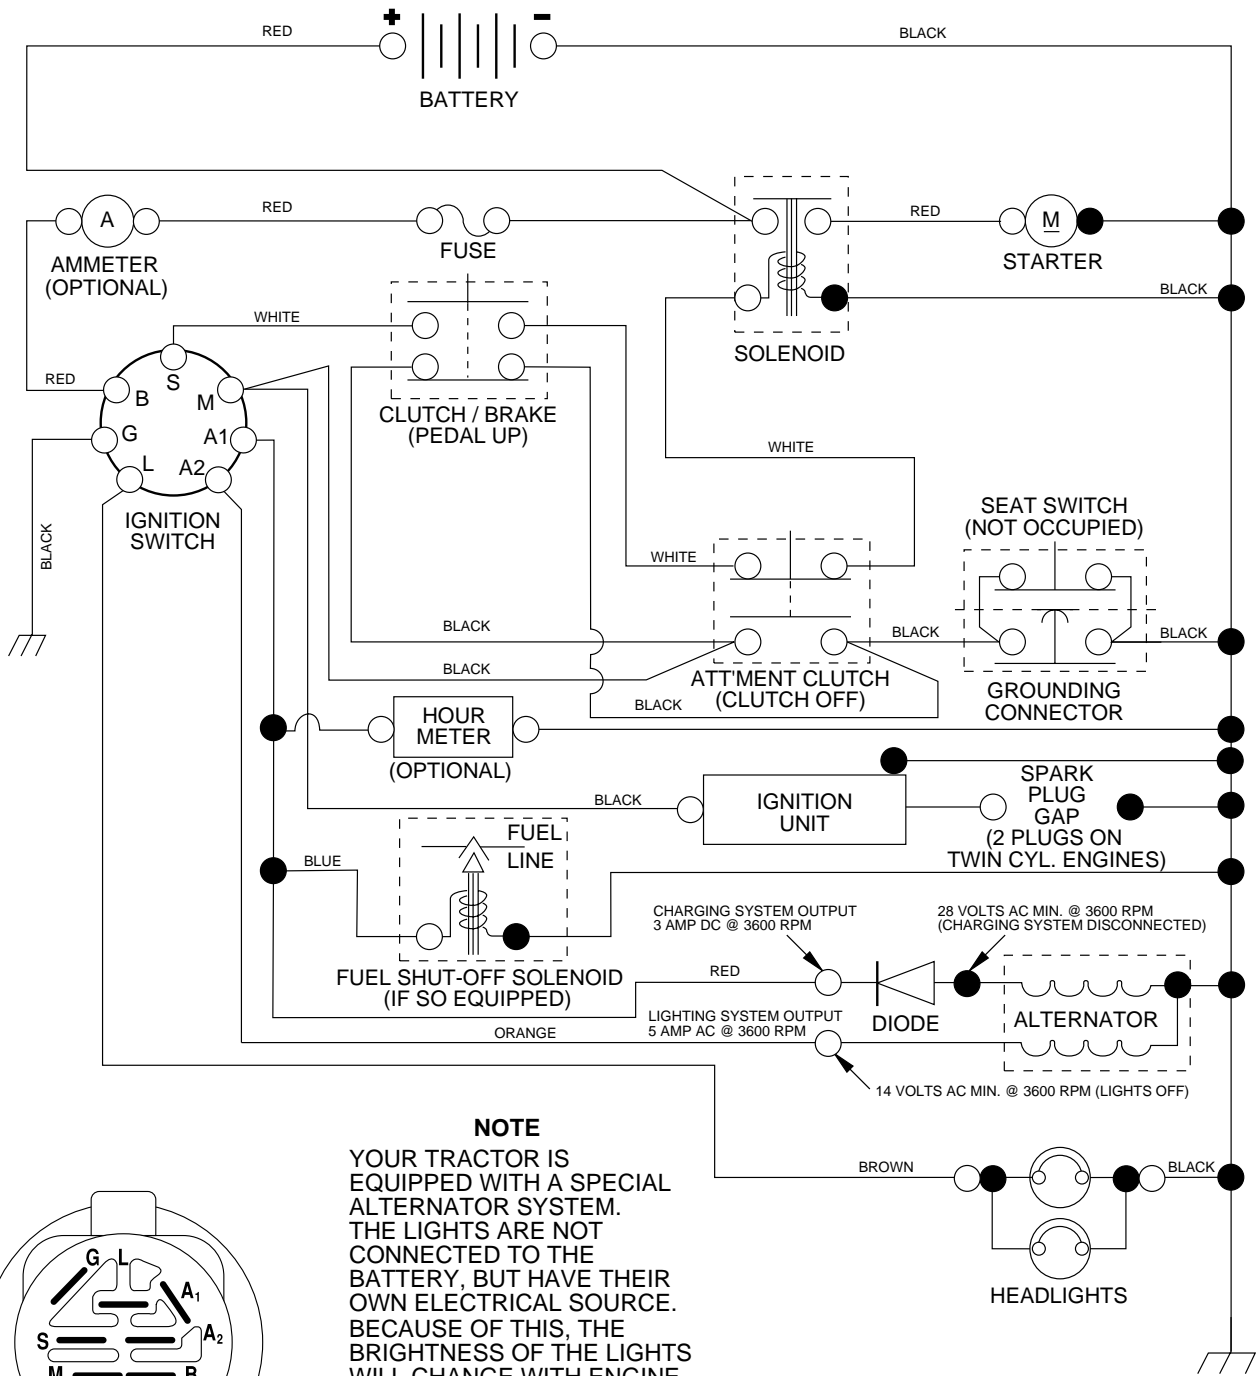 + -
RED
BLACK
BATTERY
A
RED
FUSE
RED
M
AMMETER
(OPTIONAL)
STARTER
BLACK
SOLENOID
WHITE
RED
S
B
M
G
A1
L
A2
CLUTCH / BRAKE
(PEDAL UP)
WHITE
IGNITION
SWITCH
BLACK
SEAT SWITCH
(NOT OCCUPIED)
WHITE
BLACK
BLACK
BLACK
BLACK
ATT'MENT CLUTCH
(CLUTCH OFF)
BLACK
GROUNDING
CONNECTOR
HOUR
METER
(OPTIONAL)
BLACK
IGNITION
UNIT
SPARK
PLUG
GAP
(2 PLUGS ON
TWIN CYL. ENGINES)
FUEL
LINE
BLUE
FUEL SHUT-OFF SOLENOID
(IF SO EQUIPPED)
CHARGING SYSTEM OUTPUT
3 AMP DC @ 3600 RPM
28 VOLTS AC MIN. @ 3600 RPM
(CHARGING SYSTEM DISCONNECTED)
RED
LIGHTING SYSTEM OUTPUT
5 AMP AC @ 3600 RPM
DIODE
ALTERNATOR
ORANGE
14 VOLTS AC MIN. @ 3600 RPM (LIGHTS OFF)
BROWN
BLACK
HEADLIGHTS
NOTE
YOUR TRACTOR IS
EQUIPPED WITH A SPECIAL
ALTERNATOR SYSTEM.
THE LIGHTS ARE NOT
CONNECTED TO THE
BATTERY, BUT HAVE THEIR
OWN ELECTRICAL SOURCE.
BECAUSE OF THIS, THE
BRIGHTNESS OF THE LIGHTS
WILL CHANGE WITH ENGINE
G L
A1
S
A2
M
B